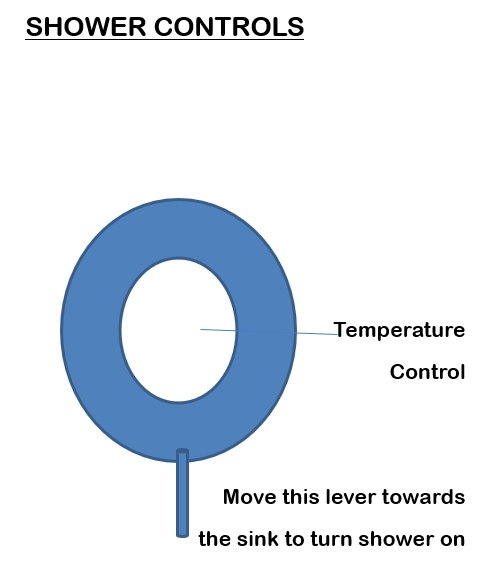 SHOWER CONTROLS
Temperature
Control
Move this lever towards
the sink to turn shower on